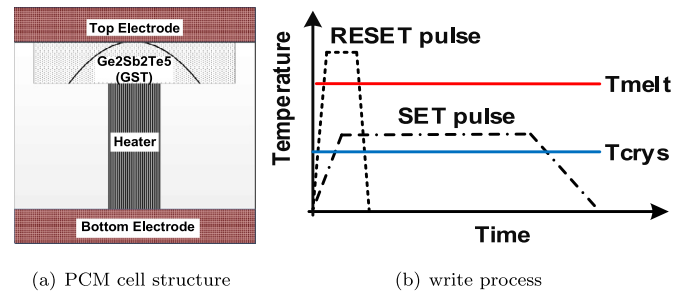 Top Electrode
Ge2Sb2Te5
(GST)
Heater
Bottom Electrode
(a) PCM cell structure
Temperature
RESET pulse
Tmelt
SET pulse
Tcrys
Time
(b) write process